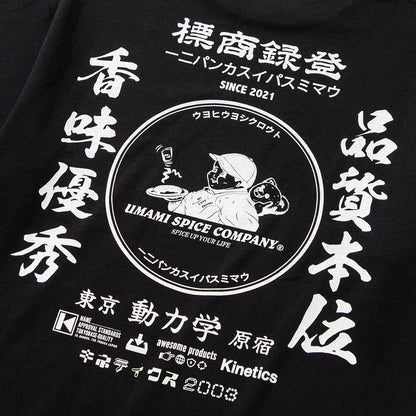 標商録登
ーニパンカスイパスミマウ
SINCE 2021
品質本位
香味優秀
ウヨヒウヨシクロウト
UMAMI SPICE COMPANY®
SPICE UP YOUR LIFE
ーニパンカスイパスミマウ
東京 動力学 原宿
K
NAME
APPROVAL STANDARDS
awesome products
Kinetics
キネティクス 2003